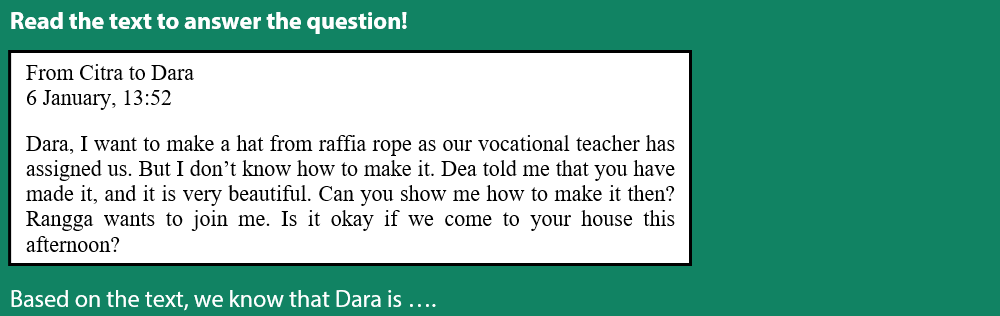 Read the text to answer the question!
From Citra to Dara
6 January, 13:52
Dara, I want to make a hat from raffia rope as our vocational teacher has
assigned us. But I don’t know how to make it. Dea told me that you have
made it, and it is very beautiful. Can you show me how to make it then?
Rangga wants to join me. Is it okay if we come to your house this
afternoon?
Based on the text, we know that Dara is ….